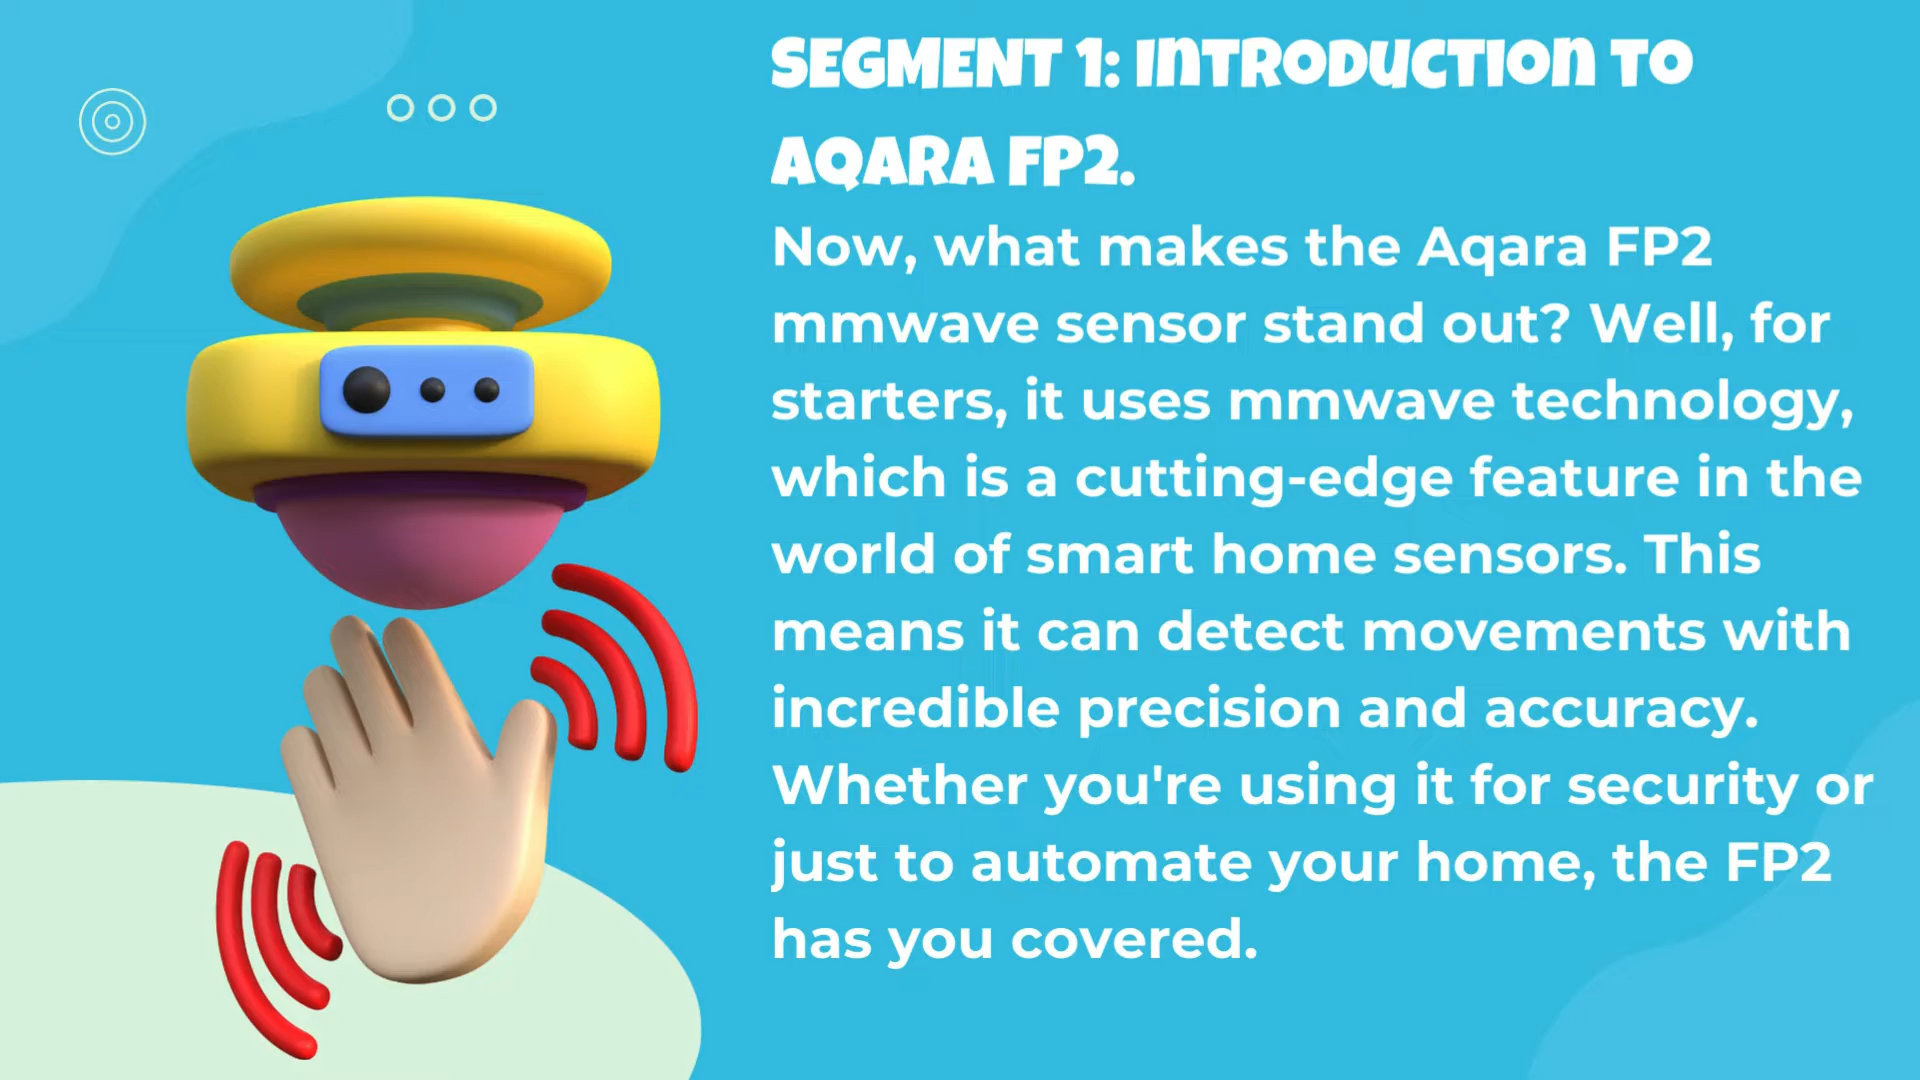 SEGMENT 1: INTRODUCTION TO
AQARA FP2.
Now, what makes the Aqara FP2
mmwave sensor stand out? Well, for
starters, it uses mmwave technology,
which is a cutting-edge feature in the
world of smart home sensors. This
means it can detect movements with
incredible precision and accuracy.
Whether you're using it for security or
just to automate your home, the FP2
has you covered.